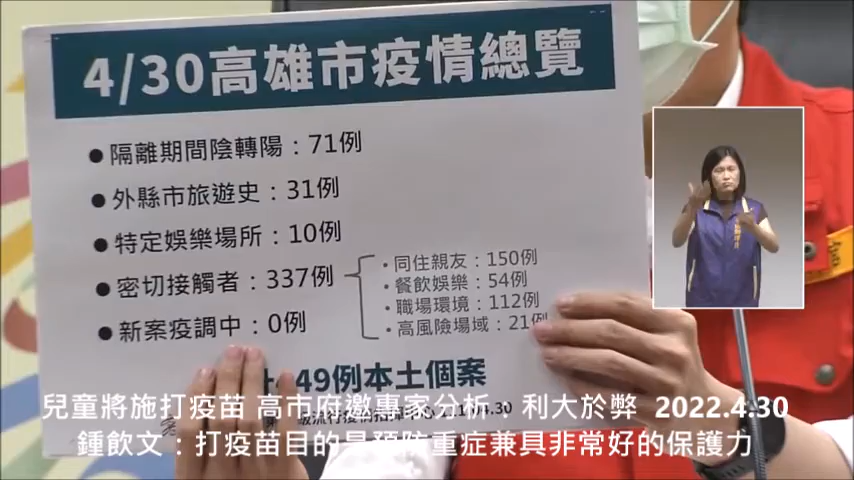 4/30高雄市疫情總覽
● 隔離期間陰轉陽：71例
● 外縣市旅遊史：31例
● 特定娛樂場所：10例
● 密切接觸者：337例
• 同住親友：150例
• 餐飲娛樂：54例
• 職場環境：112例
• 高風險場域：21例
● 新案疫調中：0例
449例本土個案
兒童將施打疫苗 高市府邀專家分析：利大於弊 2022.4.30
鍾飲文：打疫苗目的是預防重症兼具非常好的保護力